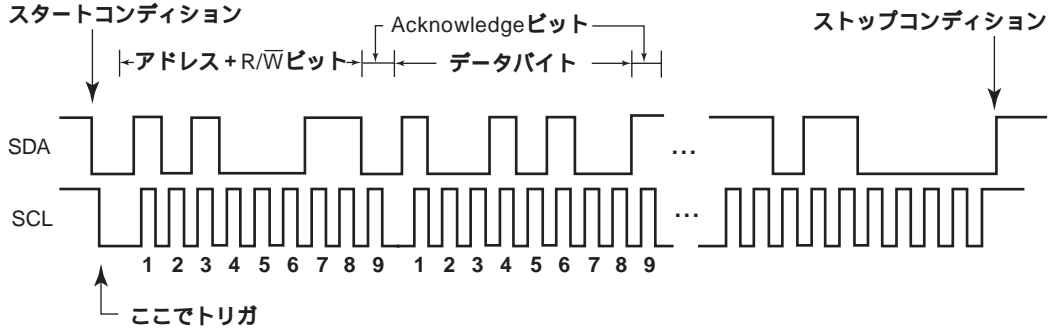 スタートコンディション
Acknowledgeビット
ストップコンディション
アドレス + R/W̅ビット
データバイト
SDA
...
SCL
...
1 2 3 4 5 6 7 8 9 1 2 3 4 5 6 7 8 9
ここでトリガ